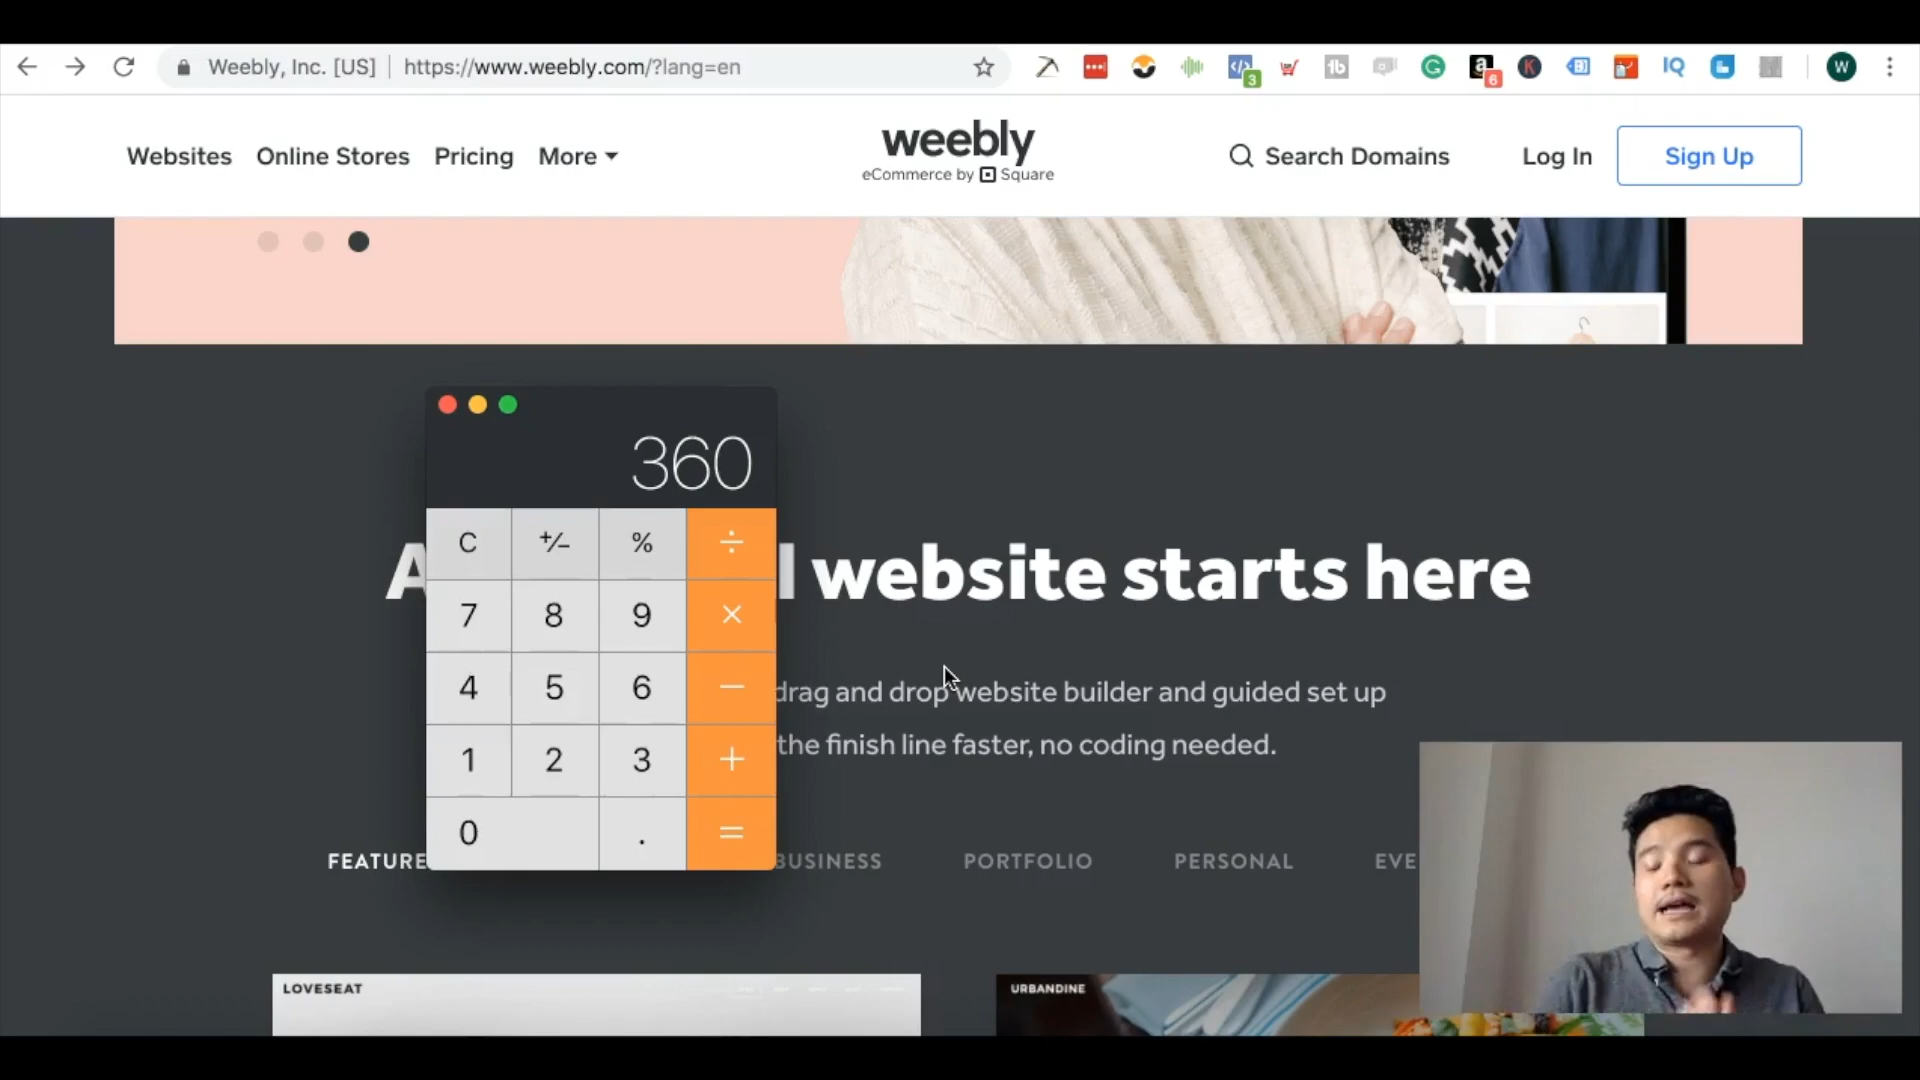 Weebly, Inc. [US] https://www.weebly.com/?lang=en
3
6
IQ
W
Websites Online Stores Pricing More
weebly
eCommerce by Square
Search Domains Log In Sign Up
360
C +/− % ÷
7 8 9 ×
4 5 6 −
1 2 3 +
0 . =
A l website starts here
drag and drop website builder and guided set up
the finish line faster, no coding needed.
FEATURE BUSINESS PORTFOLIO PERSONAL EVE
LOVESEAT
URBANDINE